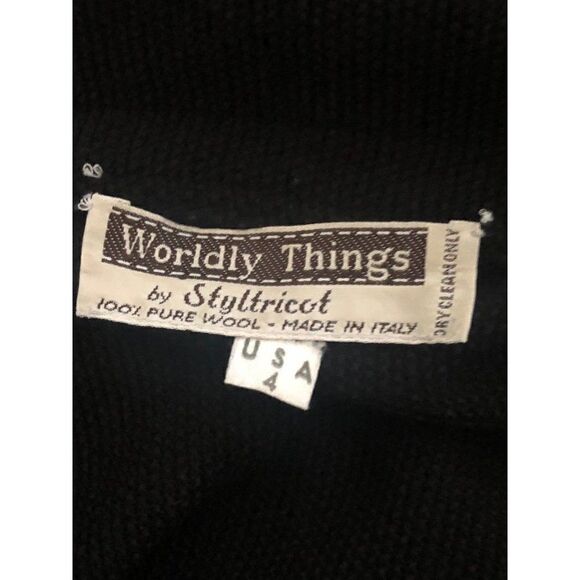 Worldly Things
by Styltricot
100% PURE WOOL - MADE IN ITALY
DRY CLEAN ONLY
USA
4